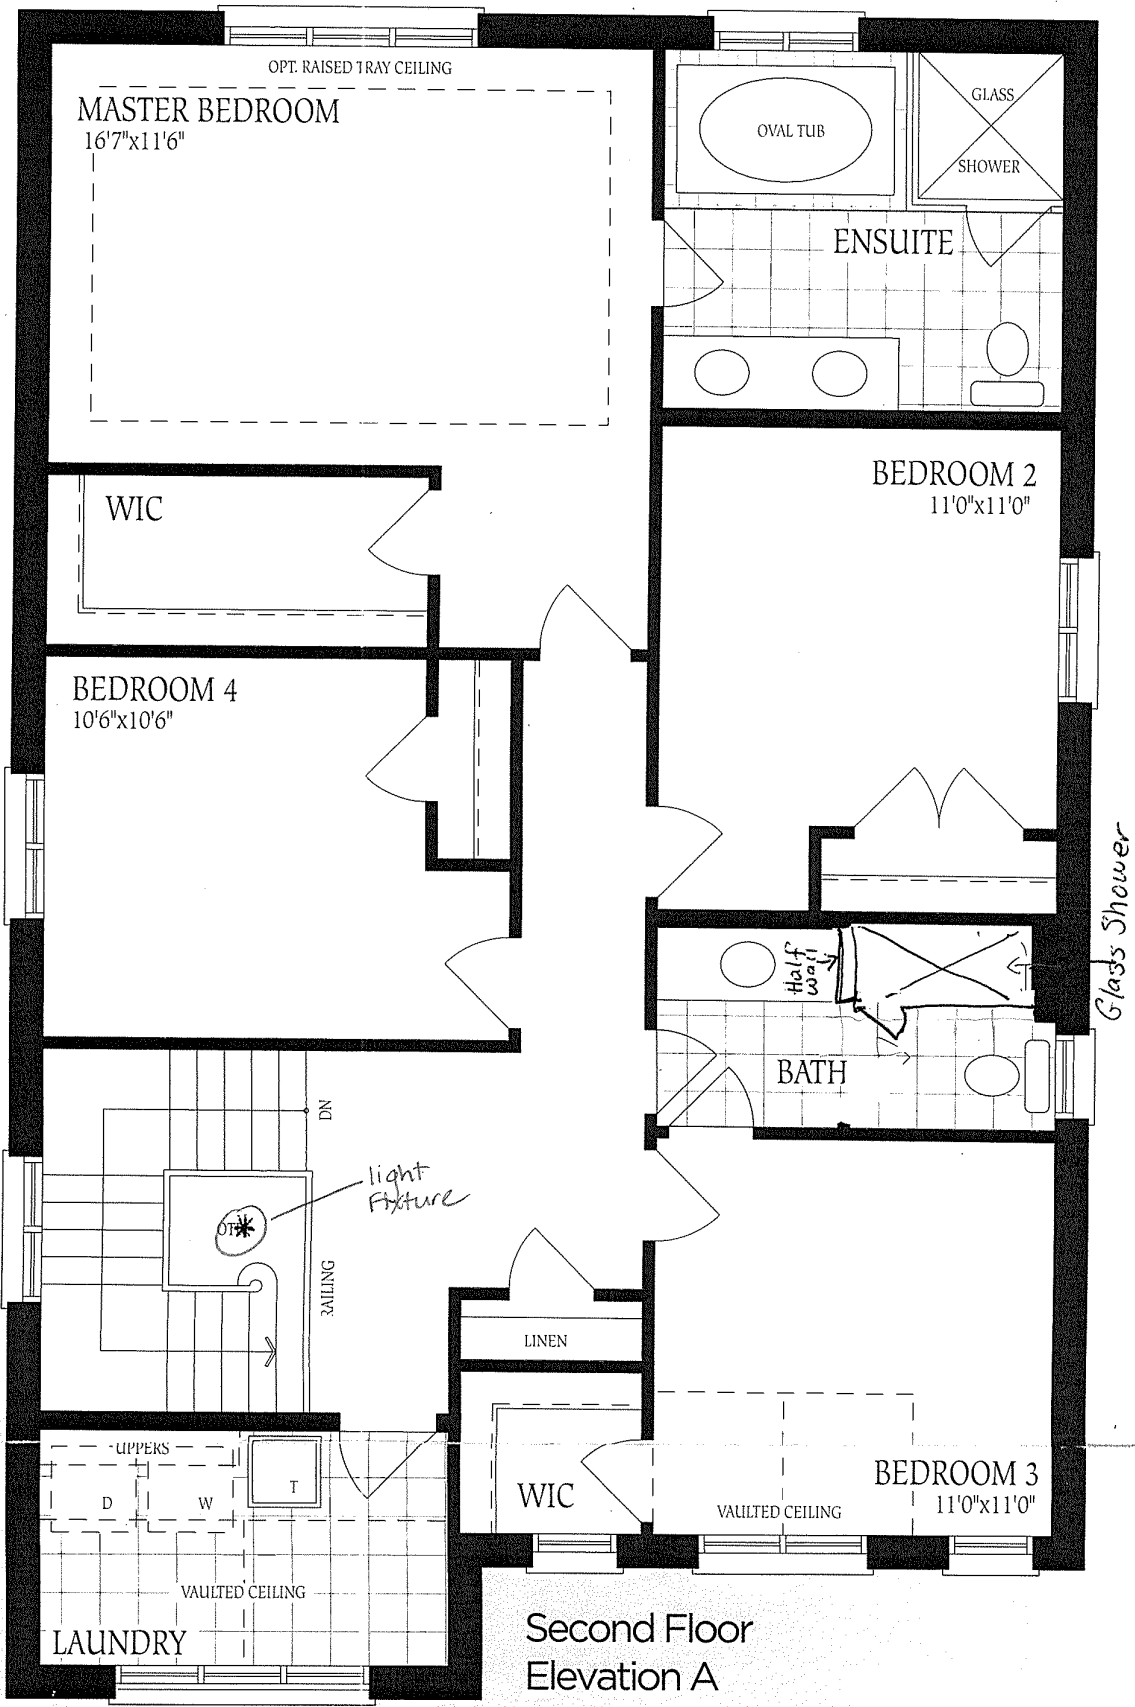 OPT. RAISED TRAY CEILING
MASTER BEDROOM
16'7"x11'6"
OVAL TUB
GLASS
SHOWER
ENSUITE
WIC
BEDROOM 2
11'0"x11'0"
BEDROOM 4
10'6"x10'6"
Glass Shower
Half
wall
BATH
DN
light
Fixture
RAILING
LINEN
UPPERS
D
W
T
WIC
BEDROOM 3
11'0"x11'0"
VAULTED CEILING
VAULTED CEILING
LAUNDRY
Second Floor
Elevation A